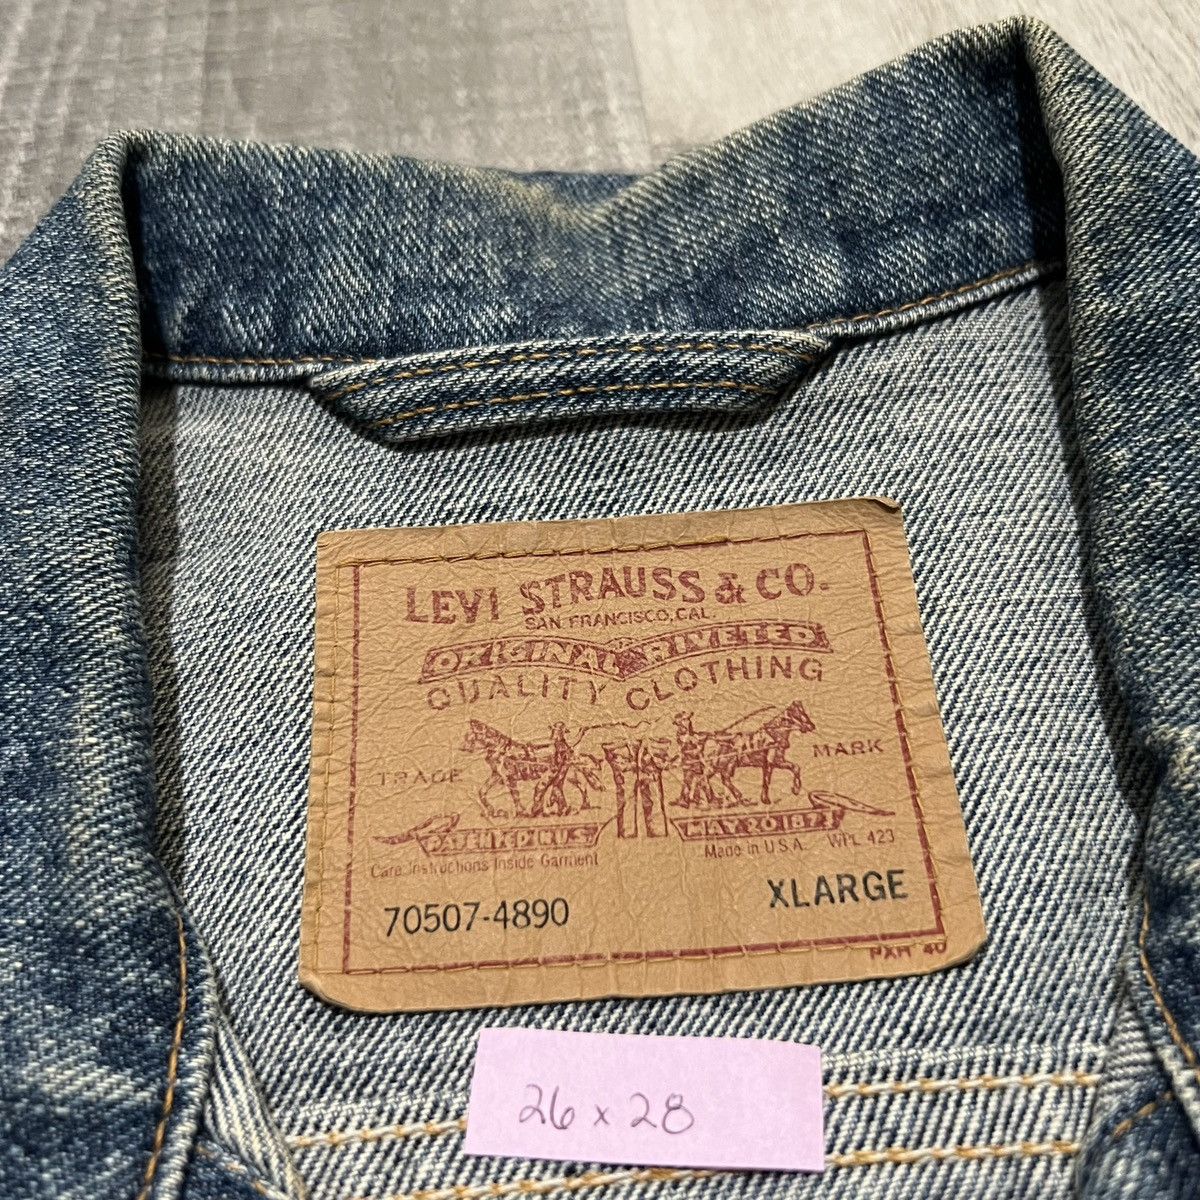 LEVI STRAUSS & CO.
SAN FRANCISCO, CAL.
ORIGINAL RIVETED
QUALITY CLOTHING
TRADE MARK
PATENTED IN U.S. MAY 20 1873
Care Instructions Inside Garment Made in U.S.A. WPL 423
70507-4890 XLARGE
26 x 28